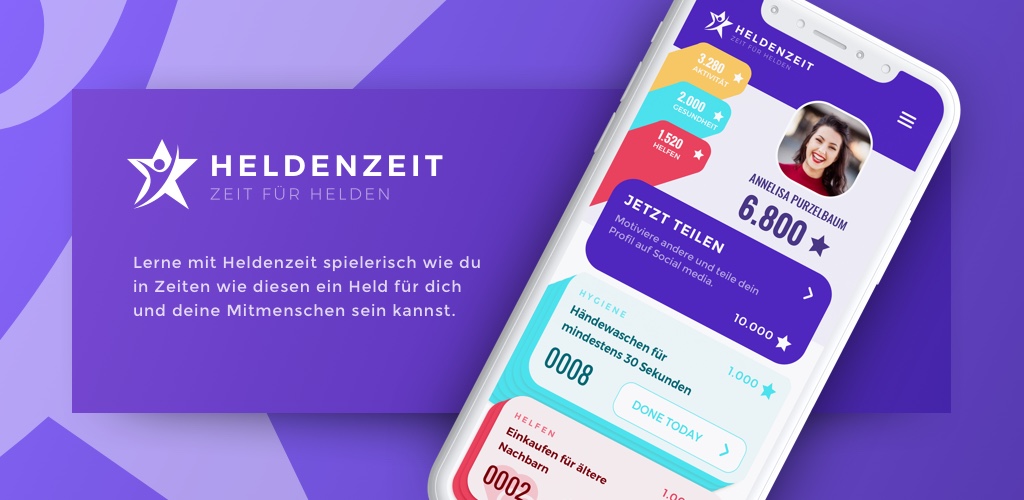 HELDENZEIT
ZEIT FÜR HELDEN
Lerne mit Heldenzeit spielerisch wie du
in Zeiten wie diesen ein Held für dich
und deine Mitmenschen sein kannst.
HELDENZEIT
ZEIT FÜR HELDEN
3.280
AKTIVITÄT
2.000
GESUNDHEIT
1.520
HELFEN
ANNELISA PURZELBAUM
6.800
JETZT TEILEN
Motiviere andere und teile dein
Profil auf Social media.
10.000
HYGIENE
Händewaschen für
mindestens 30 Sekunden
1.000
0008
DONE TODAY
HELFEN
Einkaufen für ältere
Nachbarn
0002